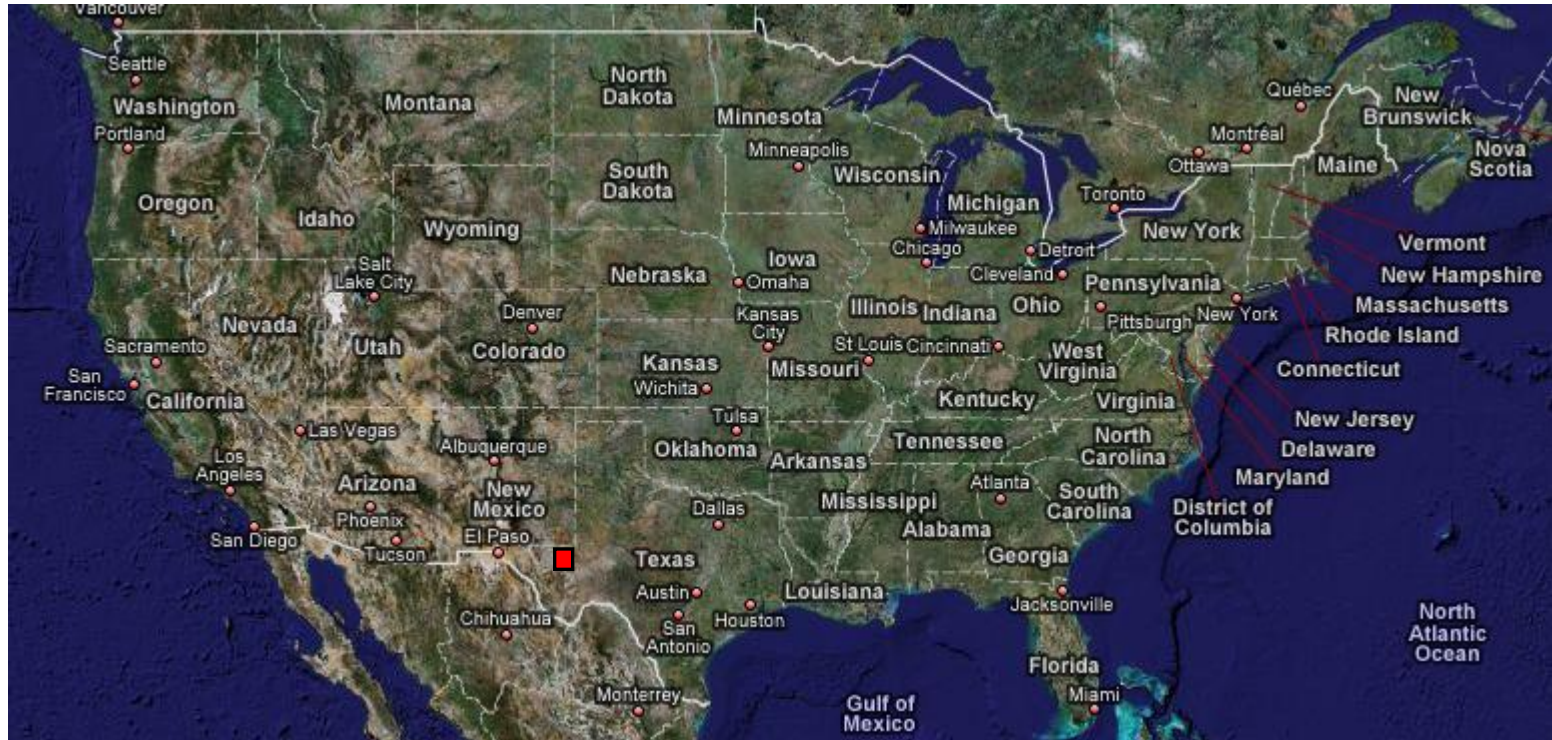 Vancouver
Seattle
Washington
Portland
Oregon
Idaho
Montana
North
Dakota
South
Dakota
Minnesota
Minneapolis
Wisconsin
Michigan
Milwaukee
Chicago
Detroit
Cleveland
Toronto
Ottawa
Montréal
Québec
New
Brunswick
Nova
Scotia
Maine
New York
Vermont
New Hampshire
Massachusetts
Rhode Island
Connecticut
New Jersey
Delaware
Maryland
District of
Columbia
Wyoming
Salt
Lake City
Nebraska
Iowa
Omaha
Illinois
Indiana
Ohio
Pennsylvania
Pittsburgh
New York
Nevada
Utah
Denver
Colorado
Kansas
City
Kansas
Wichita
Missouri
St Louis
Cincinnati
West
Virginia
Virginia
Kentucky
Sacramento
San
Francisco
California
Las Vegas
Los
Angeles
San Diego
Arizona
Phoenix
Tucson
Albuquerque
New
Mexico
El Paso
Tulsa
Oklahoma
Arkansas
Tennessee
North
Carolina
South
Carolina
Atlanta
Mississippi
Alabama
Georgia
Dallas
Texas
Austin
San
Antonio
Houston
Louisiana
Jacksonville
Florida
Miami
Chihuahua
Monterrey
Gulf of
Mexico
North
Atlantic
Ocean